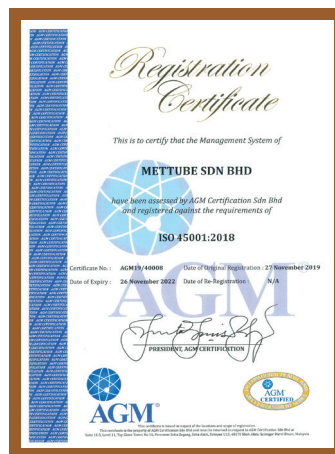 Registration
Certificate
This is to certify that the Management System of
METTUBE SDN BHD
have been assessed by AGM Certification Sdn Bhd
and registered against the requirements of
ISO 45001:2018
Certificate No. : AGM19/40008 Date of Original Registration : 27 November 2019
Date of Expiry : 26 November 2022 Date of Re-Registration : N/A
AGM
PRESIDENT, AGM CERTIFICATION
AGM®
AGM
CERTIFIED